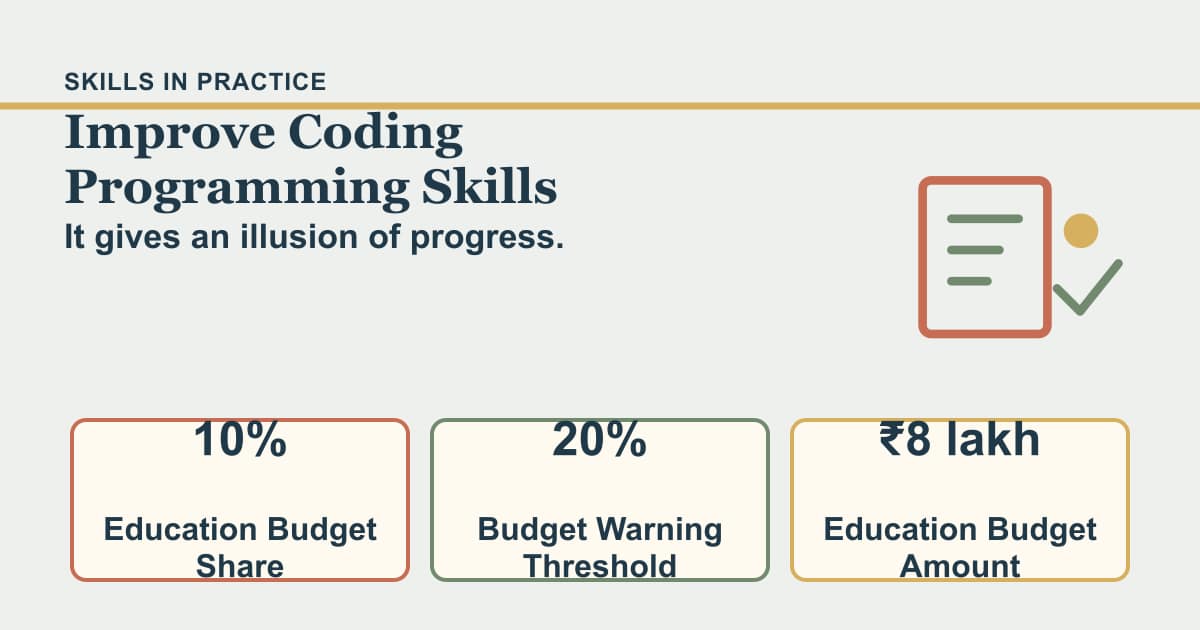 SKILLS IN PRACTICE
Improve Coding
Programming Skills
It gives an illusion of progress.
10%
Education Budget
Share
20%
Budget Warning
Threshold
₹8 lakh
Education Budget
Amount